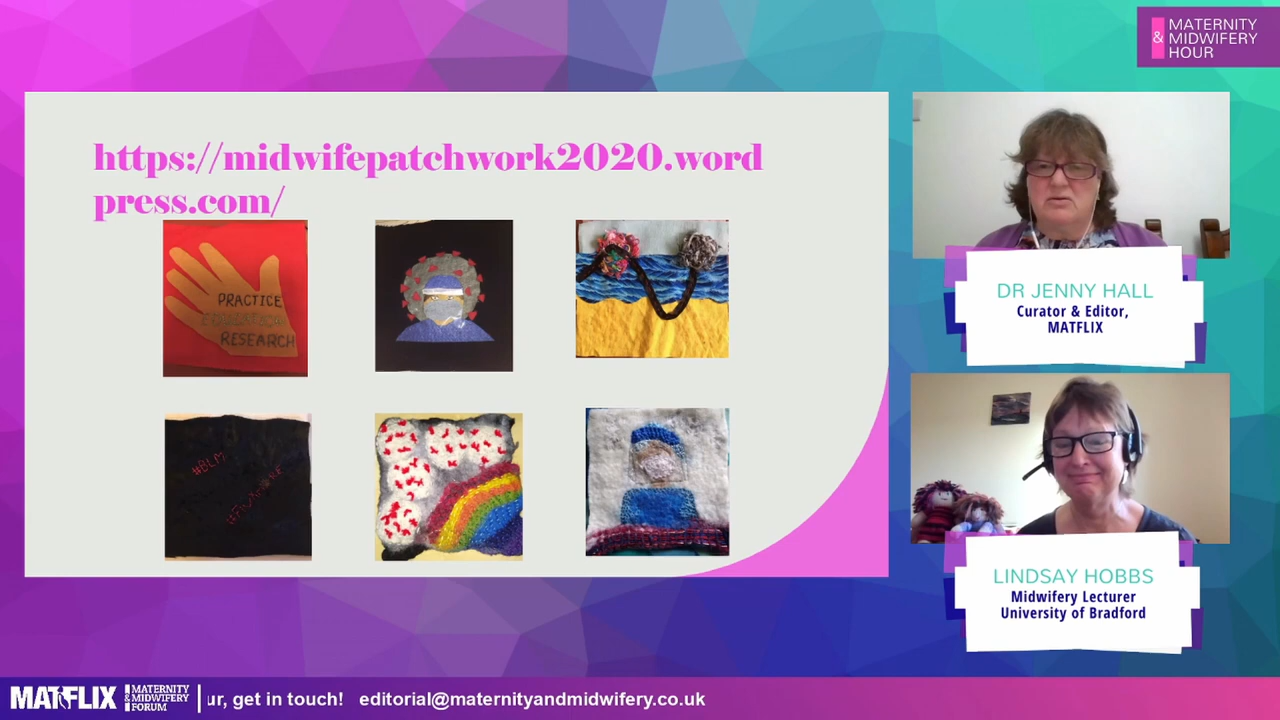 &
MATERNITY
MIDWIFERY
HOUR
https://midwifepatchwork2020.word
press.com/
PRACTICE
EDUCATION
RESEARCH
#BLM
DR JENNY HALL
Curator & Editor,
MATFLIX
LINDSAY HOBBS
Midwifery Lecturer
University of Bradford
MATFLIX
MATERNITY
& MIDWIFERY
FORUM
ur, get in touch! editorial@maternityandmidwifery.co.uk